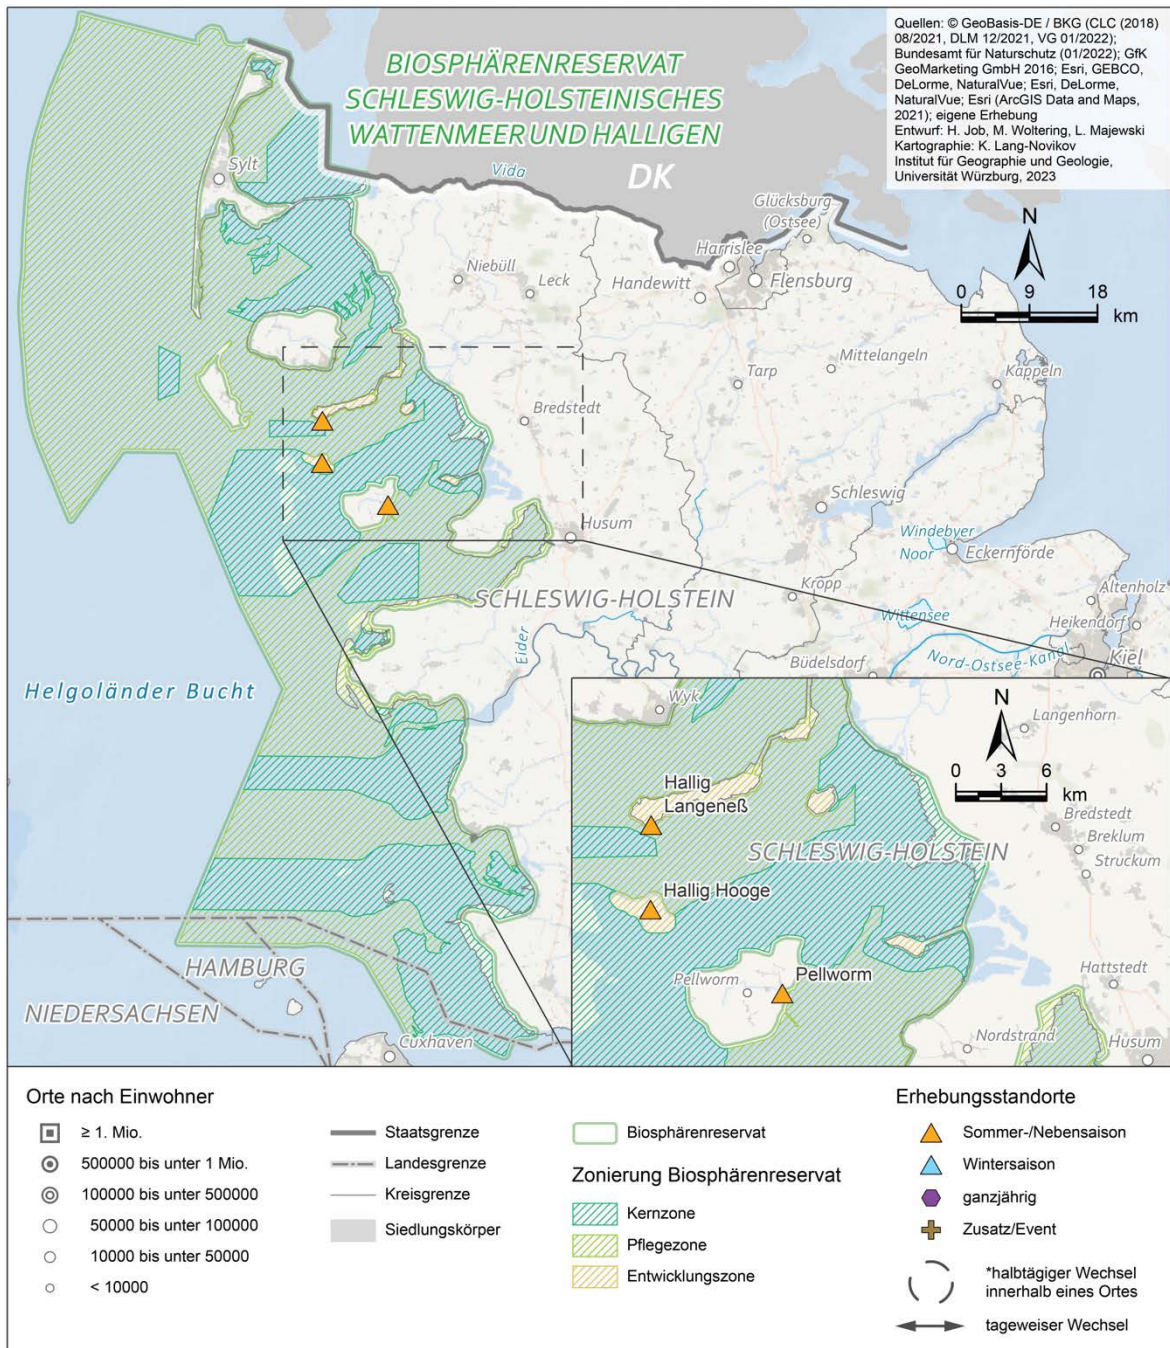 Quellen: © GeoBasis-DE / BKG (CLC (2018)
08/2021, DLM 12/2021, VG 01/2022);
Bundesamt für Naturschutz (01/2022); GfK
GeoMarketing GmbH 2016; Esri, GEBCO,
DeLorme, NaturalVue; Esri, DeLorme,
NaturalVue; Esri (ArcGIS Data and Maps,
2021); eigene Erhebung
Entwurf: H. Job, M. Woltering, L. Majewski
Kartographie: K. Lang-Novikov
Institut für Geographie und Geologie,
Universität Würzburg, 2023
BIOSPHÄRENRESERVAT
SCHLESWIG-HOLSTEINISCHES
WATTENMEER UND HALLIGEN
DK
Sylt
Vida
Glücksburg
(Ostsee)
Harrislee
Flensburg
Handewitt
Niebüll
Leck
N
0 9 18
km
Mittelangeln
Tarp
Kappeln
Bredstedt
Schleswig
Husum
Windebyer
Noor
Eckernförde
Kropp
Altenholz
SCHLESWIG-HOLSTEIN
Wittensee
Heikendorf
Eider
Büdelsdorf
Nord-Ostsee-Kanal
Kiel
Helgoländer Bucht
HAMBURG
NIEDERSACHSEN
Cuxhaven
Wyk
N
Langenhorn
0 3 6
km
Hallig
Langeneß
Bredstedt
Breklum
Struckum
SCHLESWIG-HOLSTEIN
Hallig Hooge
Pellworm
Pellworm
Hattstedt
Nordstrand
Husum
Orte nach Einwohner
≥ 1. Mio.
500000 bis unter 1 Mio.
100000 bis unter 500000
50000 bis unter 100000
10000 bis unter 50000
< 10000
Staatsgrenze
Landesgrenze
Kreisgrenze
Siedlungskörper
Biosphärenreservat
Zonierung Biosphärenreservat
Kernzone
Pflegezone
Entwicklungszone
Erhebungsstandorte
Sommer-/Nebensaison
Wintersaison
ganzjährig
Zusatz/Event
*halbtägiger Wechsel
innerhalb eines Ortes
tageweiser Wechsel